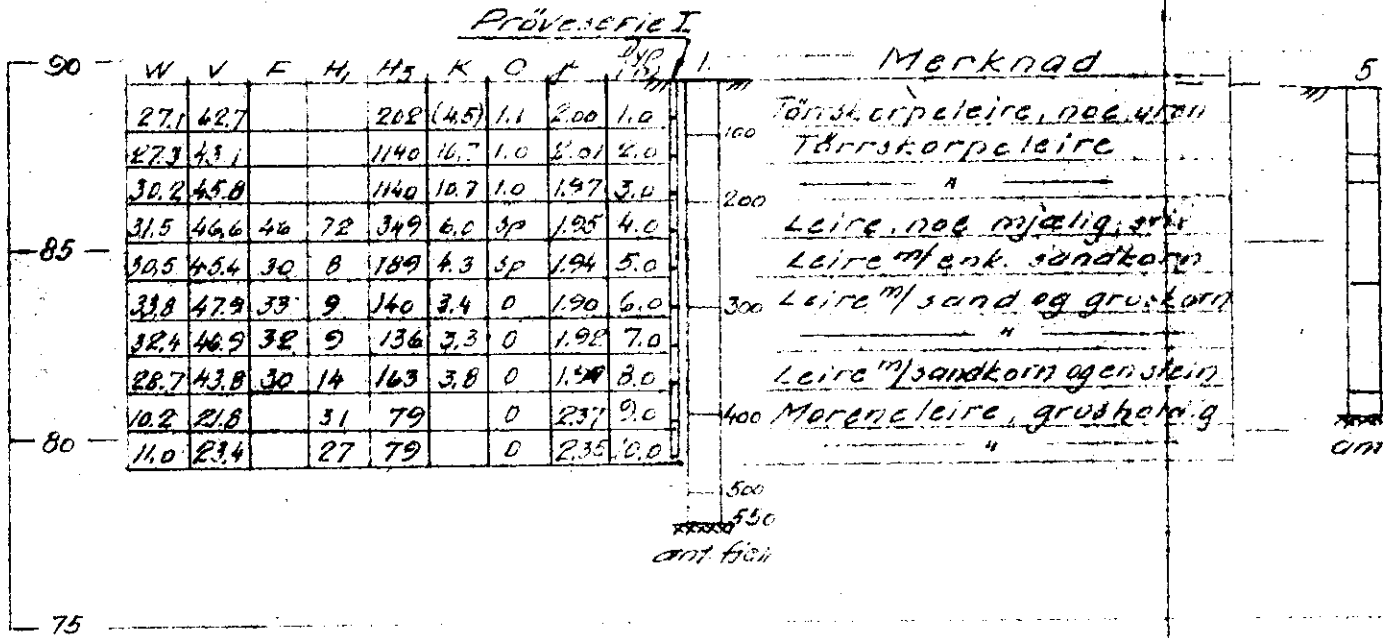 Pröveserie I
90 W V F H₁ H₃ K O γ Dyp i m 1. Merknad 5
27.1 42.7 202 (4.5) 1.1 2.00 1.0 Törrskorpeleire, noe uren
100
27.3 43.1 1140 16.7 1.0 2.01 2.0 Törrskorpeleire
30.2 45.8 1140 10.7 1.0 1.97 3.0 — " —
200
31.5 46.6 46 72 349 6.0 sp 1.95 4.0 Leire, noe mjælig,
85
30.5 45.4 30 8 189 4.3 sp 1.94 5.0 Leire m/enk. sandkorn
33.8 47.9 33 9 140 3.4 0 1.90 6.0 300 Leire m/sand og gruskorn
32.4 46.9 32 9 136 3.3 0 1.92 7.0 — " —
28.7 43.8 30 14 163 3.8 0 8.0 Leire m/sandkorn og en stein
10.2 21.8 31 79 0 2.37 9.0 400 Moreneleire, grusholdig
80 11.0 23.4 27 79 0 2.35 10.0 " ant
500
550
ant. fjell
75